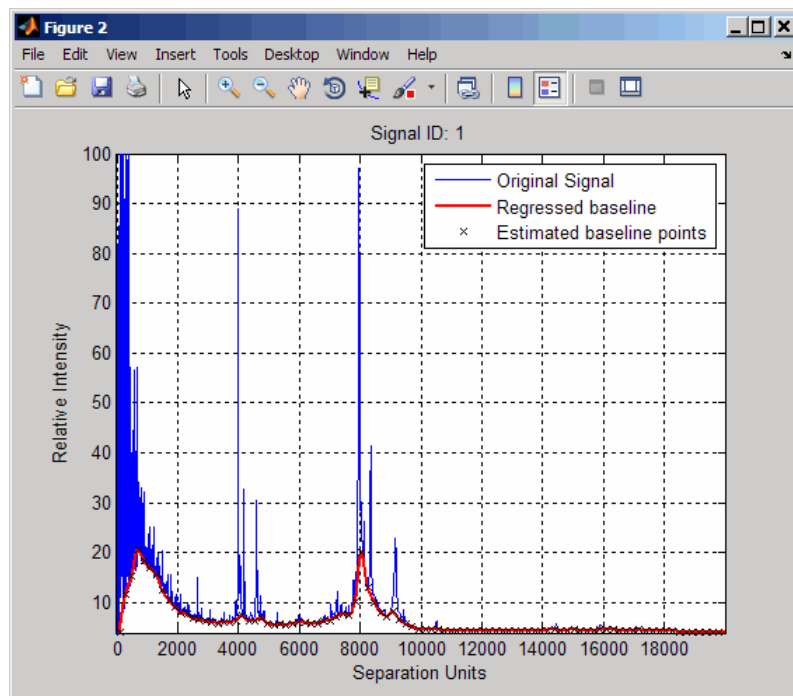 Figure 2
File Edit View Insert Tools Desktop Window Help
Signal ID: 1
Original Signal
Regressed baseline
Estimated baseline points
Relative Intensity
100
90
80
70
60
50
40
30
20
10
0 2000 4000 6000 8000 10000 12000 14000 16000 18000
Separation Units